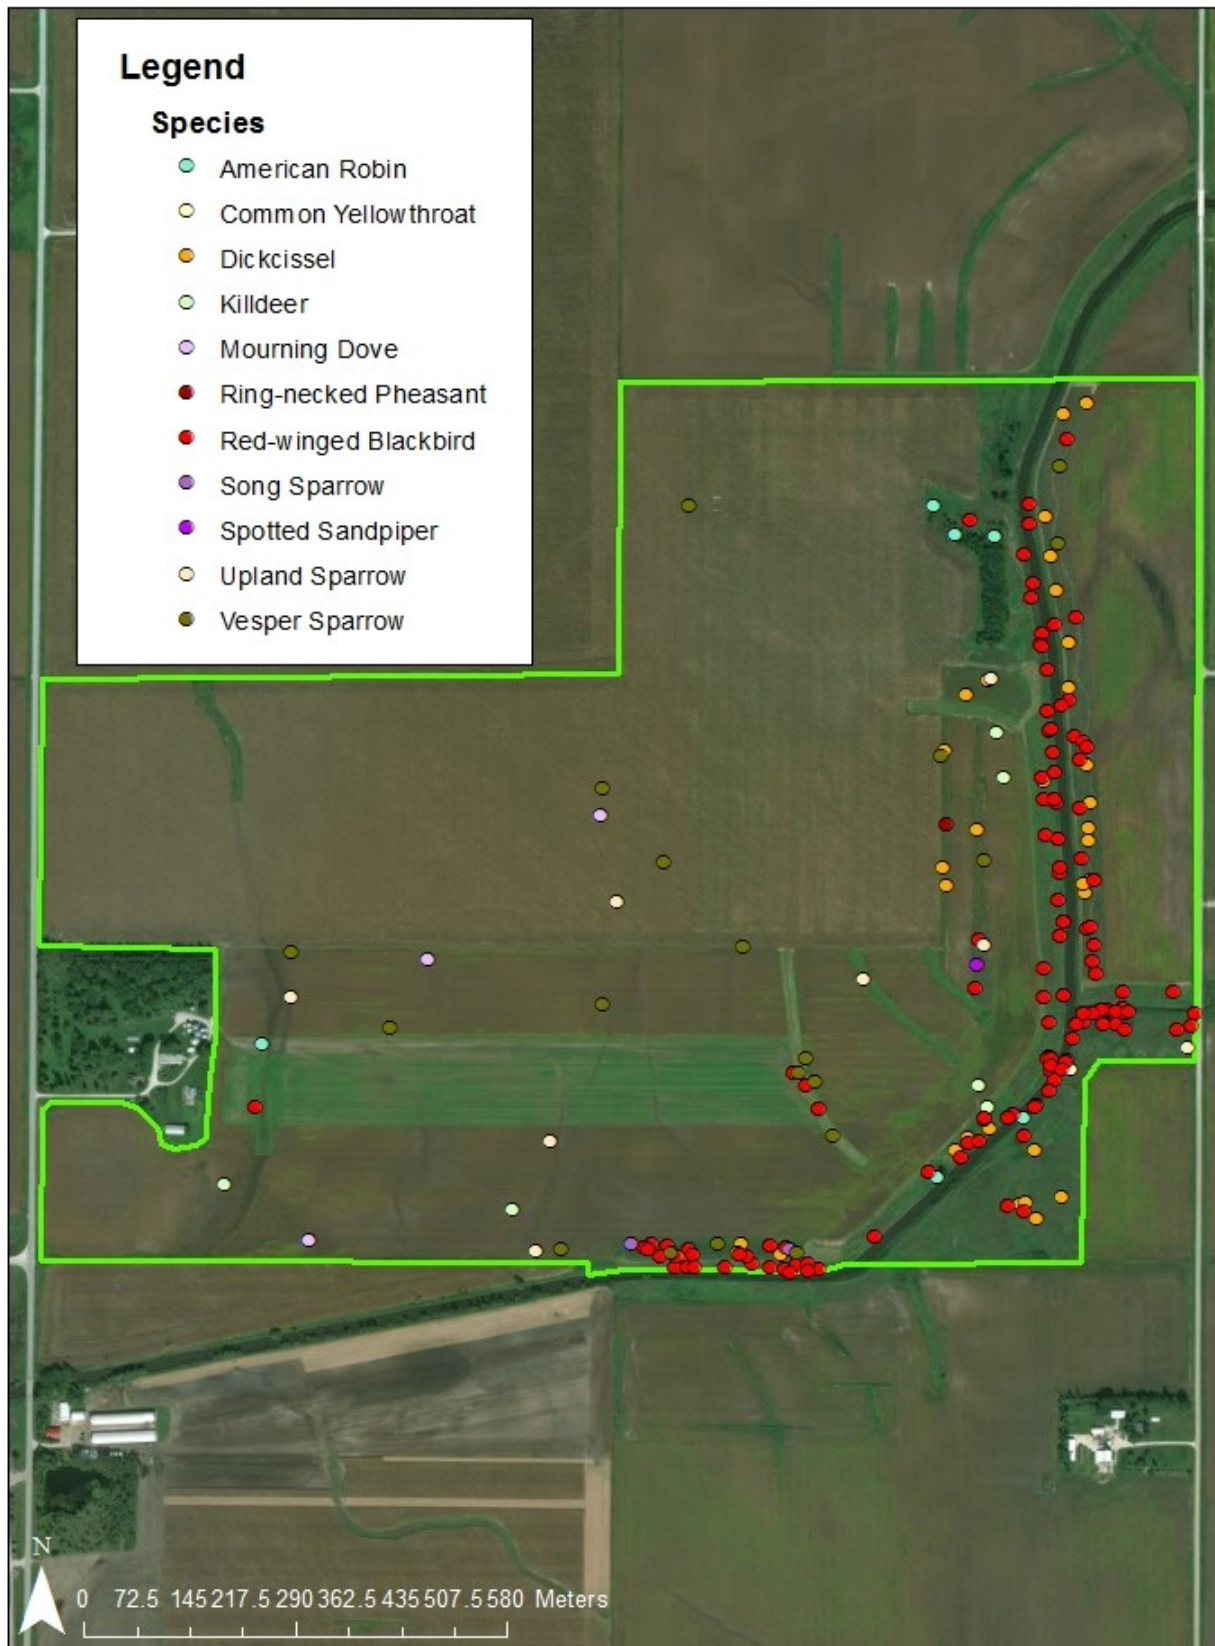 Legend
Species
American Robin
Common Yellowthroat
Dickcissel
Killdeer
Mourning Dove
Ring-necked Pheasant
Red-winged Blackbird
Song Sparrow
Spotted Sandpiper
Upland Sparrow
Vesper Sparrow
N
0 72.5 145 217.5 290 362.5 435 507.5 580 Meters